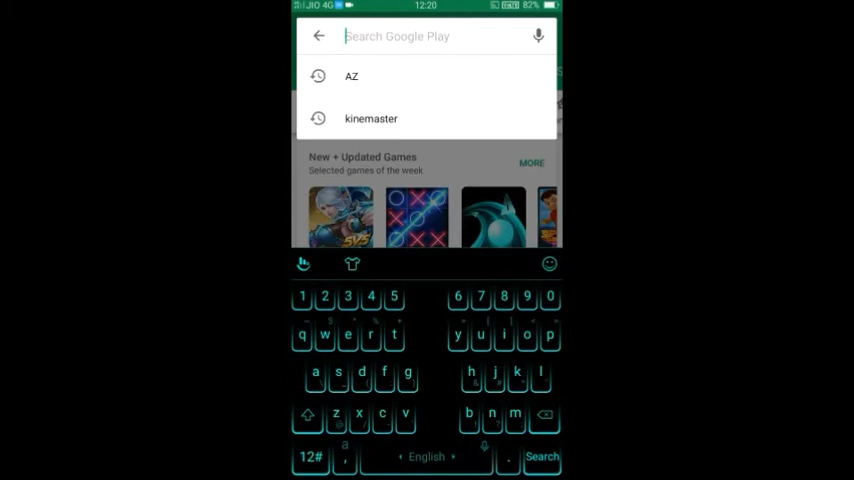 JIO 4G 12:20 82%
Search Google Play
AZ
kinemaster
New + Updated Games
MORE
Selected games of the week
5V5
1 2 3 4 5 6 7 8 9 0
q w e r t y u i o p
a s d f g h j k l
z x c v b n m
12# , English . Search